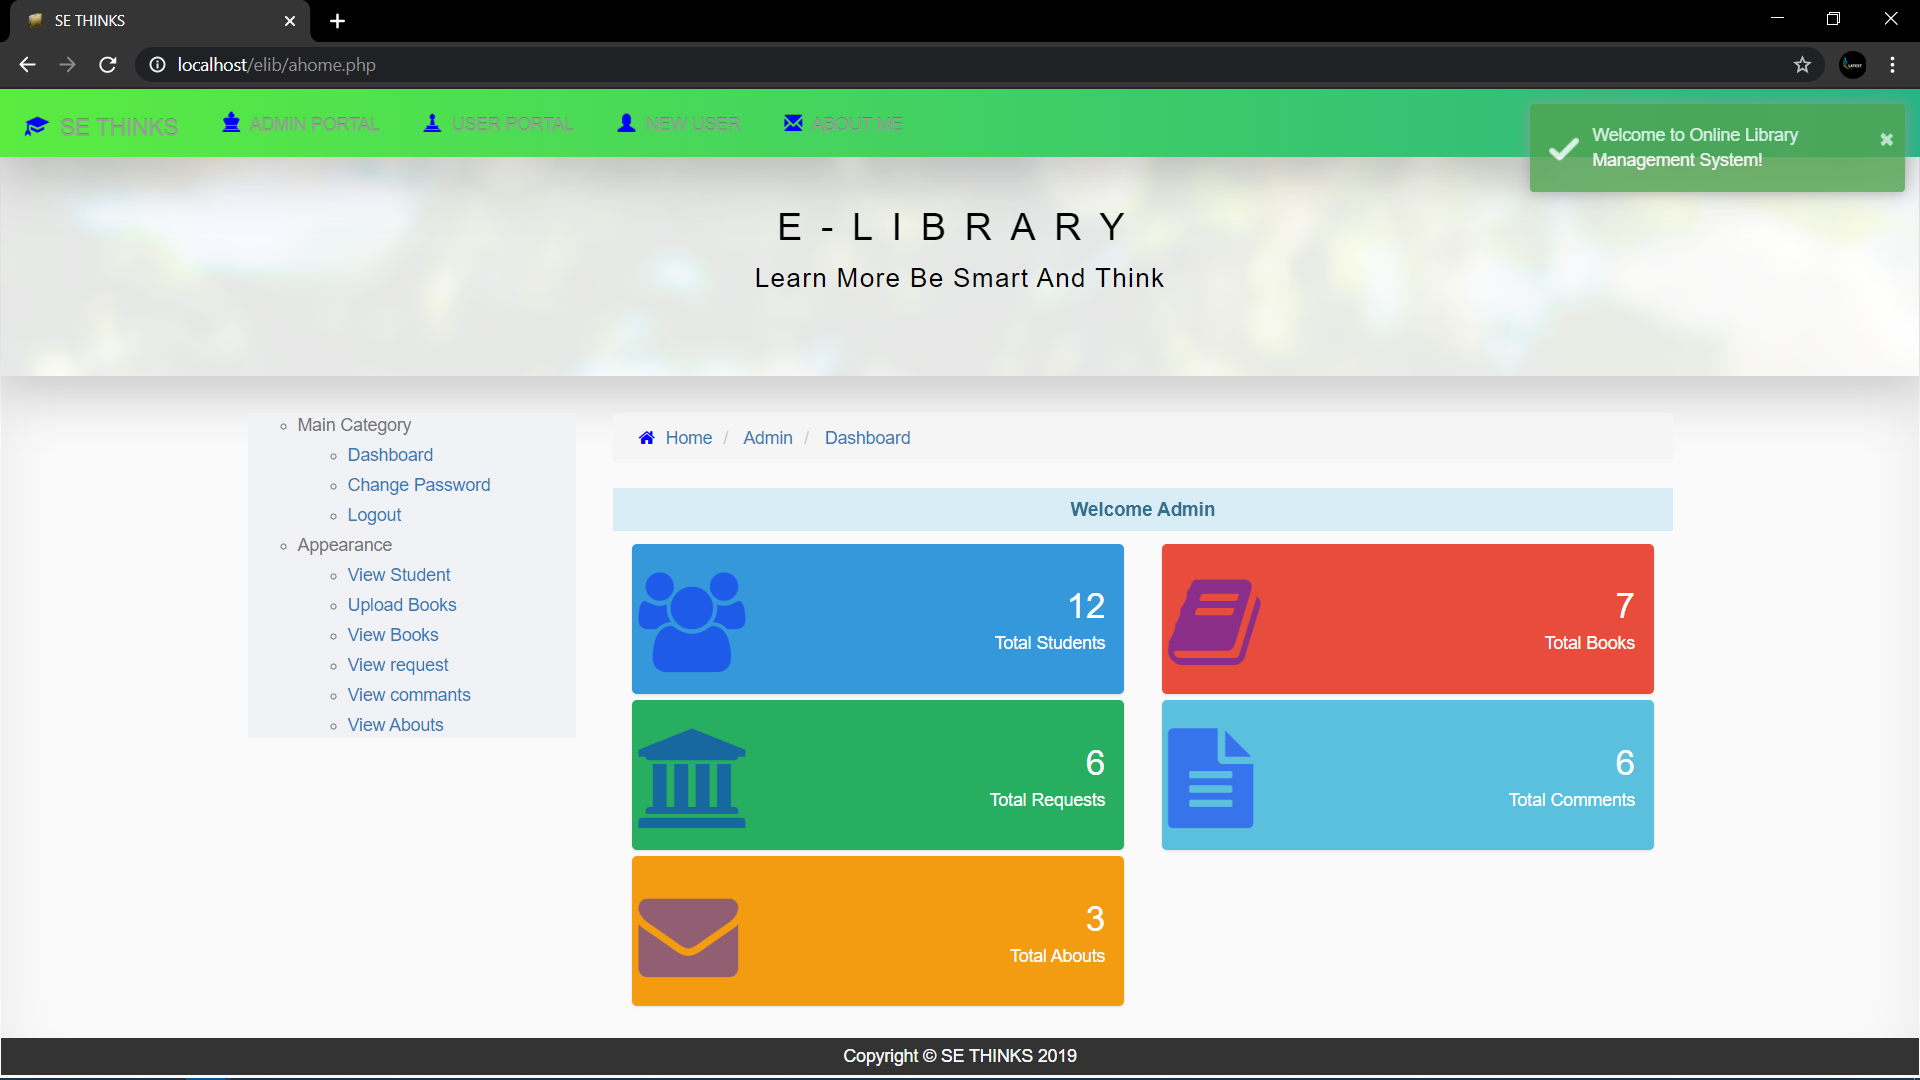 SE THINKS
localhost/elib/ahome.php
SE THINKS
ADMIN PORTAL
USER PORTAL
NEW USER
ABOUT ME
Welcome to Online Library
Management System!
E-LIBRARY
Learn More Be Smart And Think
Main Category
Dashboard
Change Password
Logout
Appearance
View Student
Upload Books
View Books
View request
View commants
View Abouts
Home / Admin / Dashboard
Welcome Admin
12
Total Students
7
Total Books
6
Total Requests
6
Total Comments
3
Total Abouts
Copyright © SE THINKS 2019